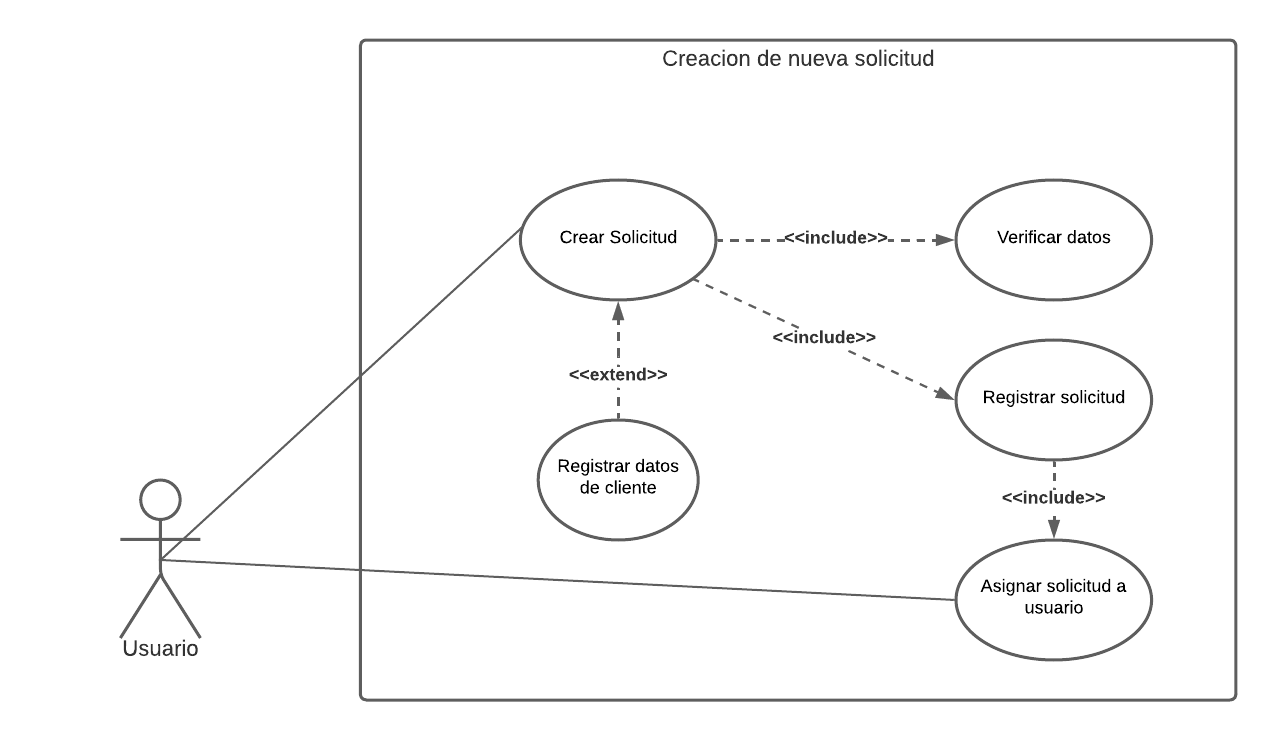 Creacion de nueva solicitud
Crear Solicitud
<<include>>
Verificar datos
<<include>>
<<extend>>
Registrar solicitud
Registrar datos
de cliente
<<include>>
Asignar solicitud a
usuario
Usuario